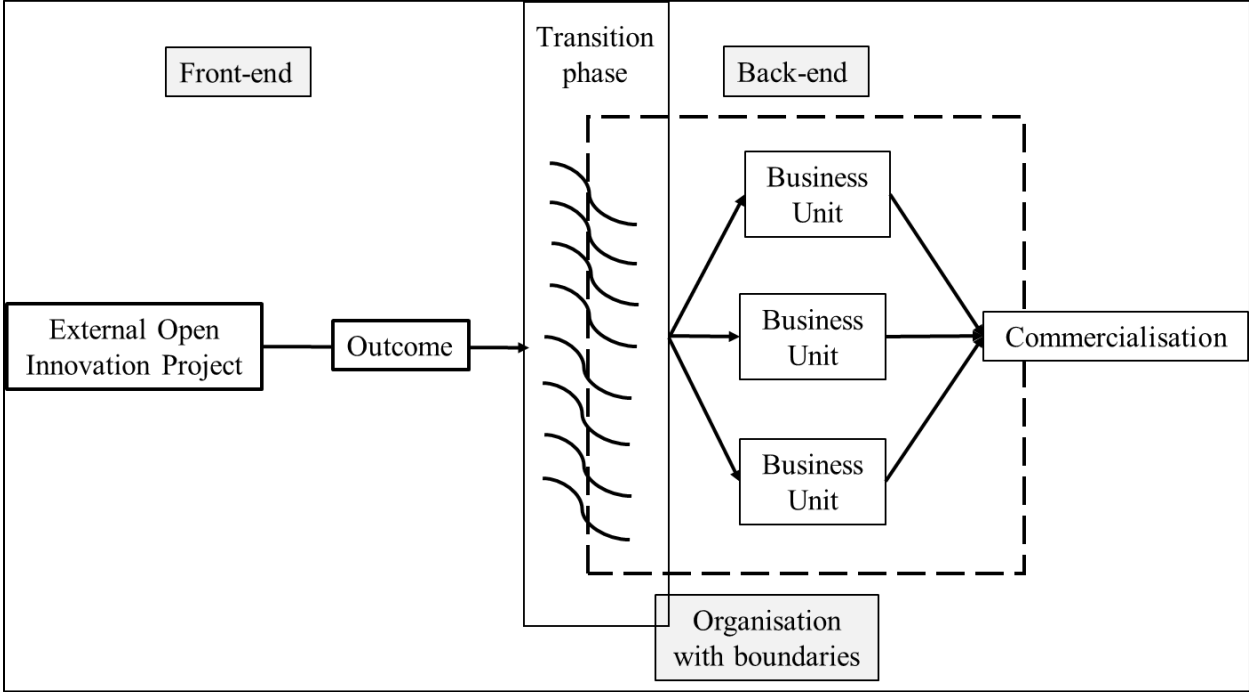 Front-end
Transition
phase
Back-end
Business
Unit
External Open
Innovation Project
Outcome
Business
Unit
Commercialisation
Business
Unit
Organisation
with boundaries